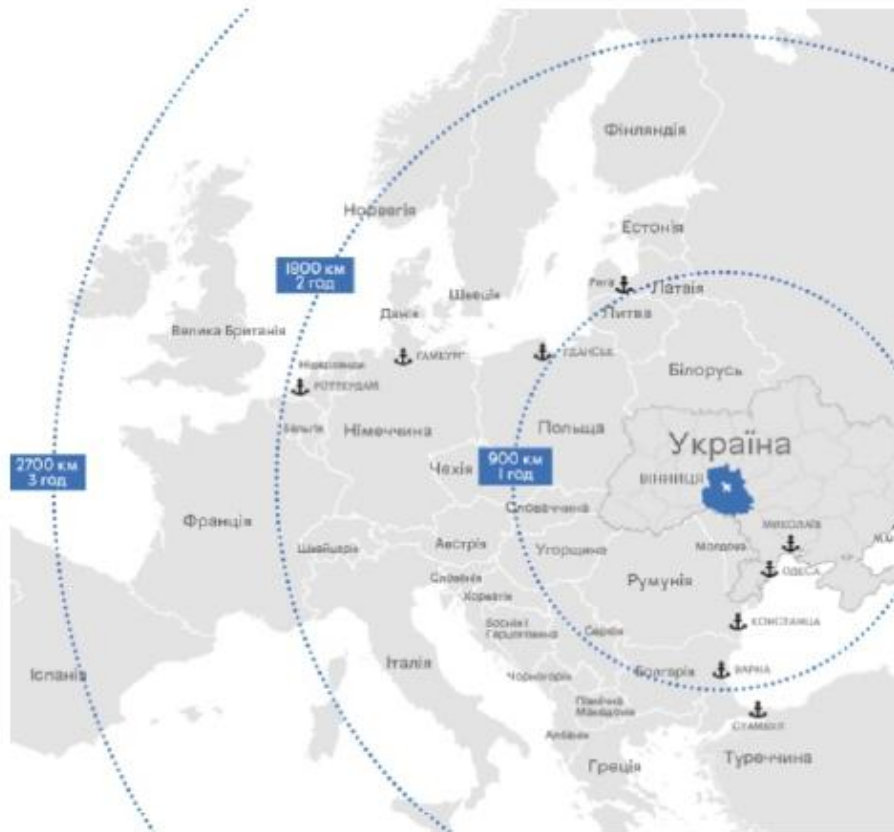 Фінляндія
Норвегія
Естонія
1800 км
2 год
Рига
Латвія
Швеція
Данія
Литва
Велика Британія
ГАМБУРГ
ГДАНСЬК
Нідерланди
Білорусь
РОТТЕРДАМ
Бельгія
Німеччина
Польща
Україна
2700 км
3 год
Чехія
900 км
1 год
ВІННИЦЯ
Словаччина
Франція
МИКОЛАЇВ
Швейцарія
Австрія
Угорщина
Молдова
ОДЕСА
Словенія
Румунія
Хорватія
Боснія і
Герцеговина
Сербія
КОНСТАНЦА
Італія
Іспанія
Чорногорія
Болгарія
ВАРНА
Північна
Македонія
Албанія
Греція
Туреччина